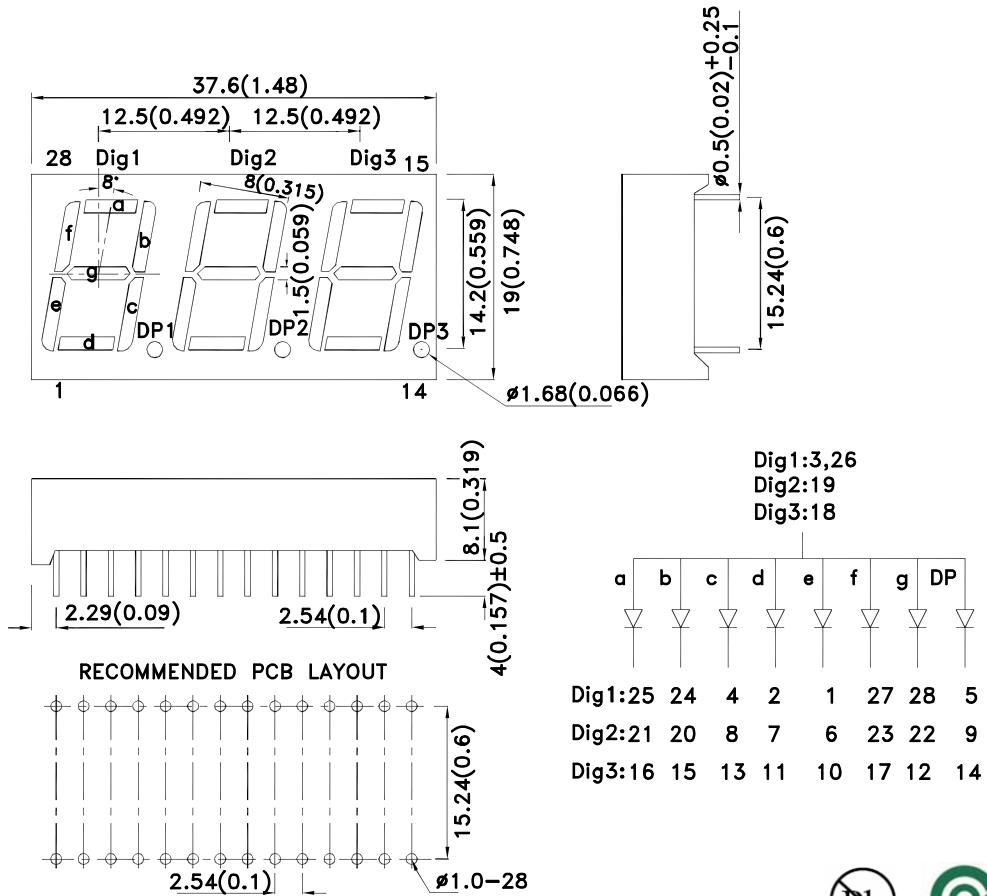 37.6(1.48)
12.5(0.492) 12.5(0.492)
28 Dig1 Dig2 Dig3 15
8° 8(0.315)
a
f b
g
e c
d
DP1 DP2 DP3
1.5(0.059)
14.2(0.559)
19(0.748)
1 14
ø1.68(0.066)
ø0.5(0.02)+0.25
-0.1
15.24(0.6)
8.1(0.319)
4(0.157)±0.5
2.29(0.09) 2.54(0.1)
RECOMMENDED PCB LAYOUT
15.24(0.6)
2.54(0.1) ø1.0-28
Dig1:3,26
Dig2:19
Dig3:18
a b c d e f g DP
Dig1:25 24 4 2 1 27 28 5
Dig2:21 20 8 7 6 23 22 9
Dig3:16 15 13 11 10 17 12 14